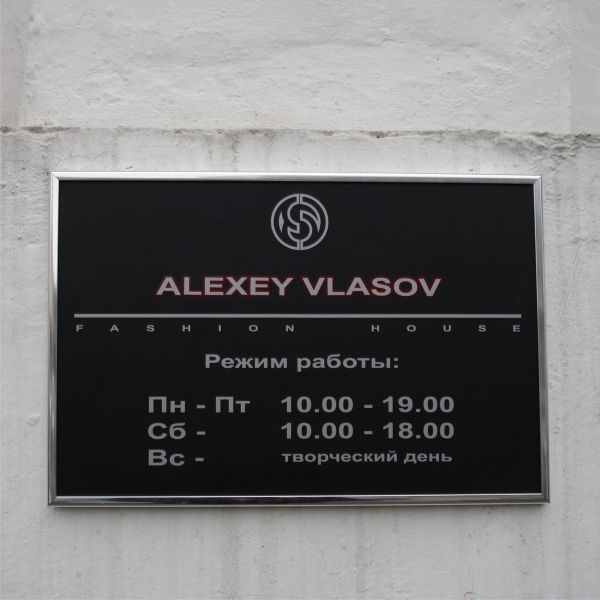 ALEXEY VLASOV
FASHION HOUSE
Режим работы:
Пн - Пт 10.00 - 19.00
Сб - 10.00 - 18.00
Вс - творческий день